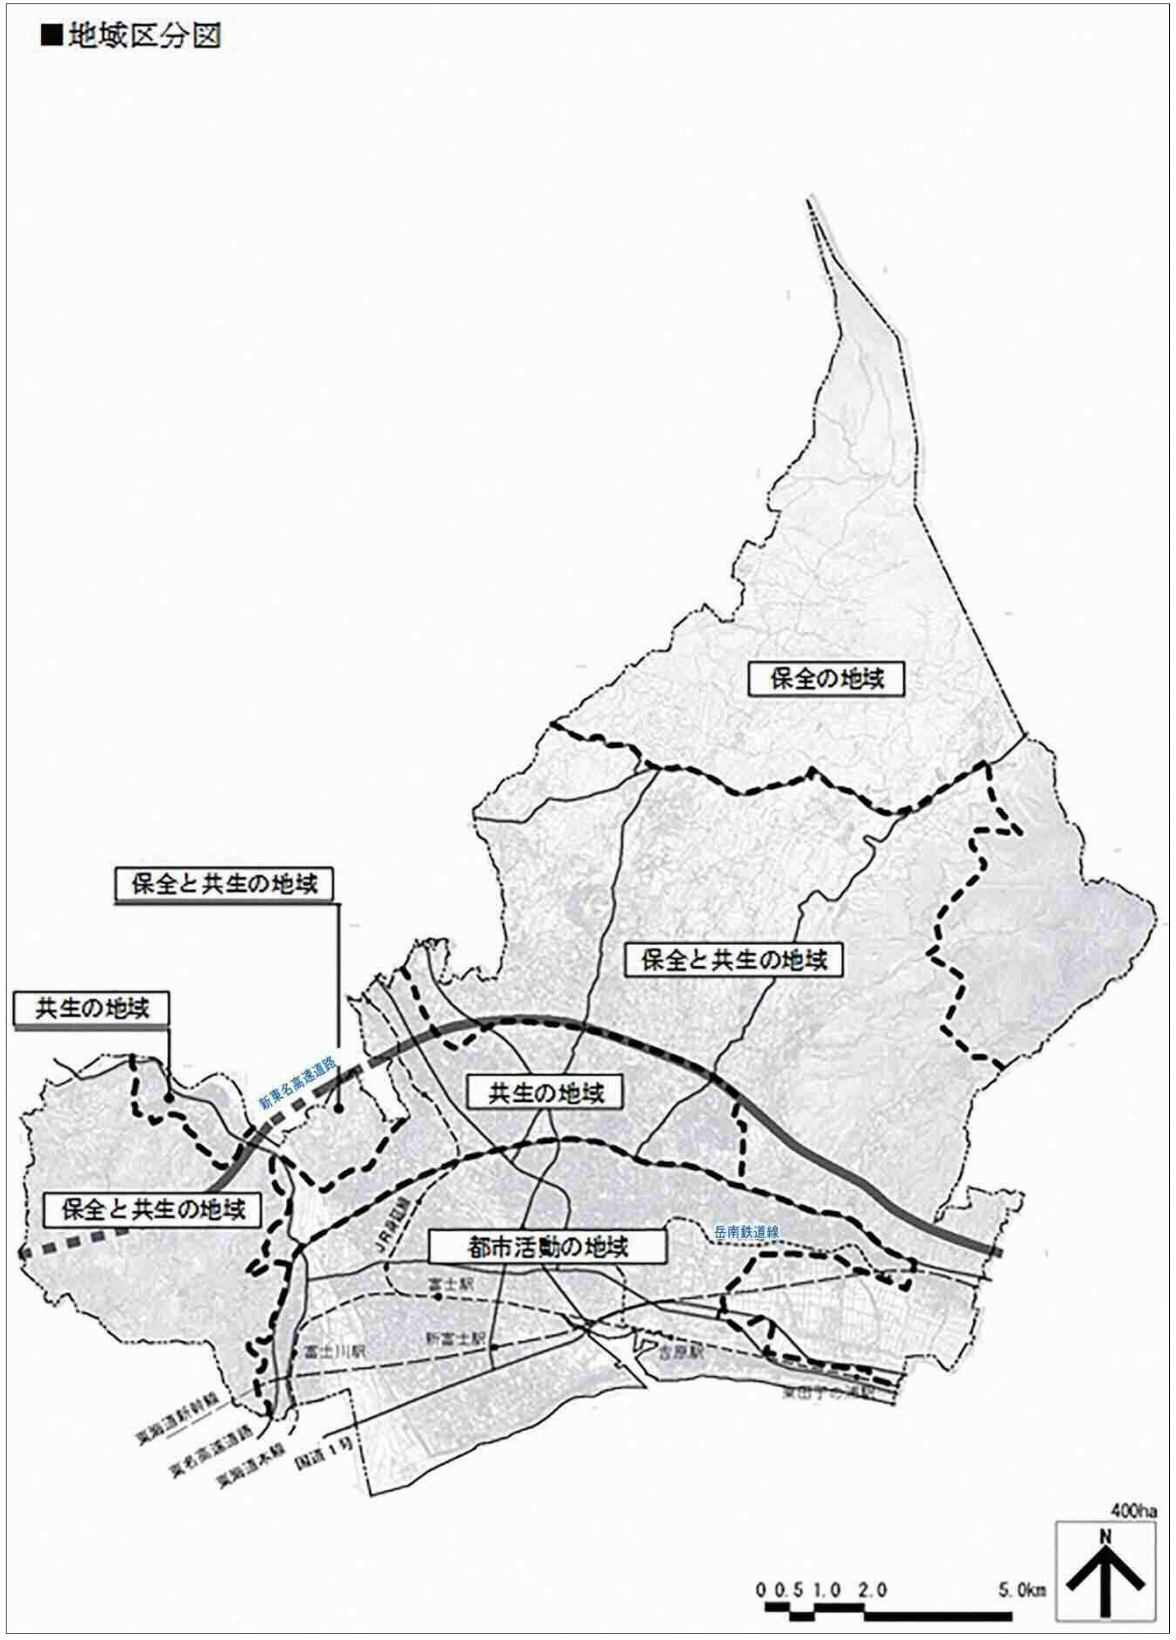 ■地域区分図
保全の地域
保全と共生の地域
保全と共生の地域
共生の地域
新東名高速道路
共生の地域
保全と共生の地域
JR身延線
都市活動の地域
岳南鉄道線
富士駅
新富士駅
富士川駅
吉原駅
東田子の浦駅
東海道新幹線
東名高速道路
東海道本線
国道1号
400ha
N
0 0.5 1.0 2.0 5.0km